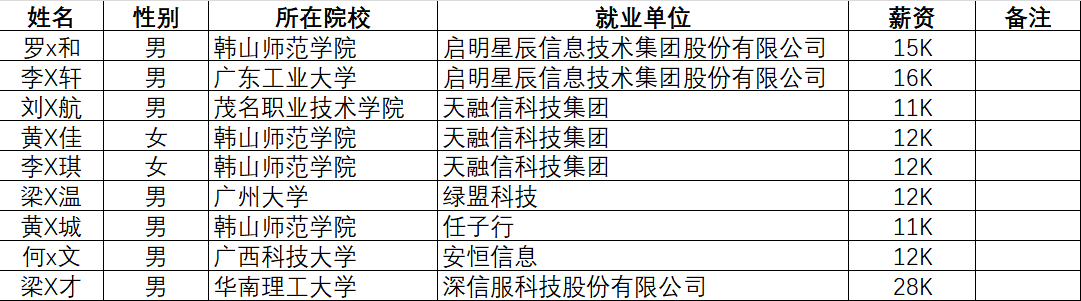 姓名 性别 所在院校 就业单位 薪资 备注
罗x和 男 韩山师范学院 启明星辰信息技术集团股份有限公司 15K
李X轩 男 广东工业大学 启明星辰信息技术集团股份有限公司 16K
刘X航 男 茂名职业技术学院 天融信科技集团 11K
黄X佳 女 韩山师范学院 天融信科技集团 12K
李X琪 女 韩山师范学院 天融信科技集团 12K
梁X温 男 广州大学 绿盟科技 12K
黄X城 男 韩山师范学院 任子行 11K
何x文 男 广西科技大学 安恒信息 12K
梁X才 男 华南理工大学 深信服科技股份有限公司 28K